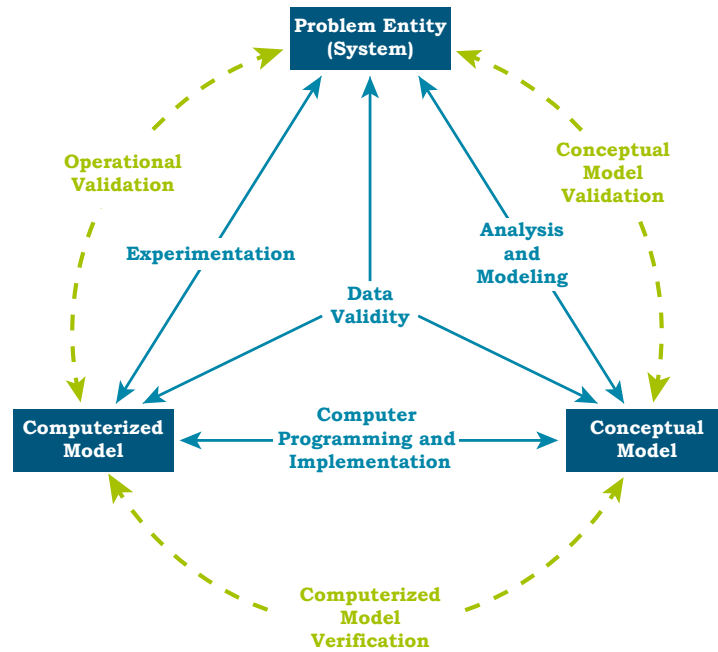 Problem Entity
(System)
Operational
Validation
Conceptual
Model
Validation
Experimentation
Analysis
and
Modeling
Data
Validity
Computerized
Model
Computer
Programming and
Implementation
Conceptual
Model
Computerized
Model
Verification